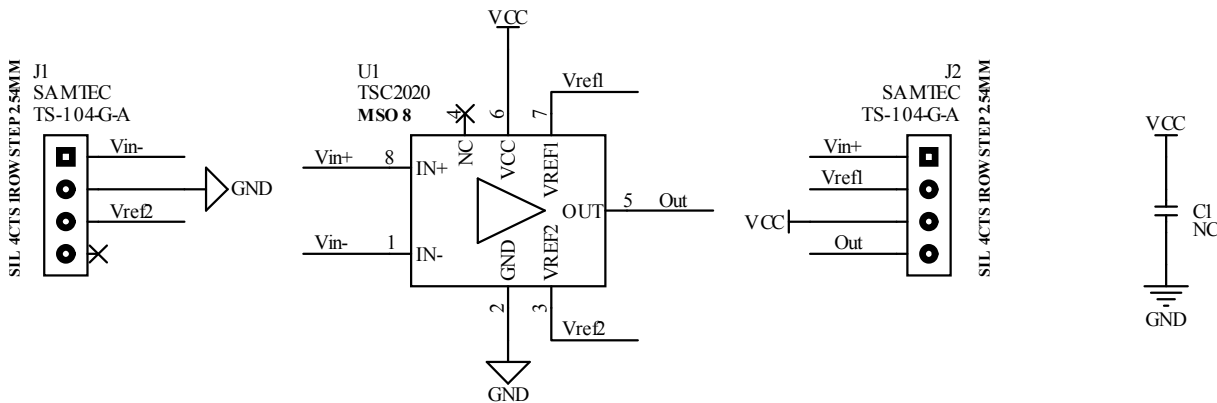 J1
SAMTEC
TS-104-G-A
SIL 4CTS 1ROW STEP 2.54MM
Vin-
GND
Vref2
U1
TSC2020
MSO 8
VCC
Vref1
4
6
7
NC
VCC
VREF1
Vin+
8
IN+
OUT
5
Out
Vin-
1
IN-
GND
VREF2
2
3
Vref2
GND
J2
SAMTEC
TS-104-G-A
SIL 4CTS 1ROW STEP 2.54MM
Vin+
Vref1
VCC
Out
VCC
C1
NC
GND